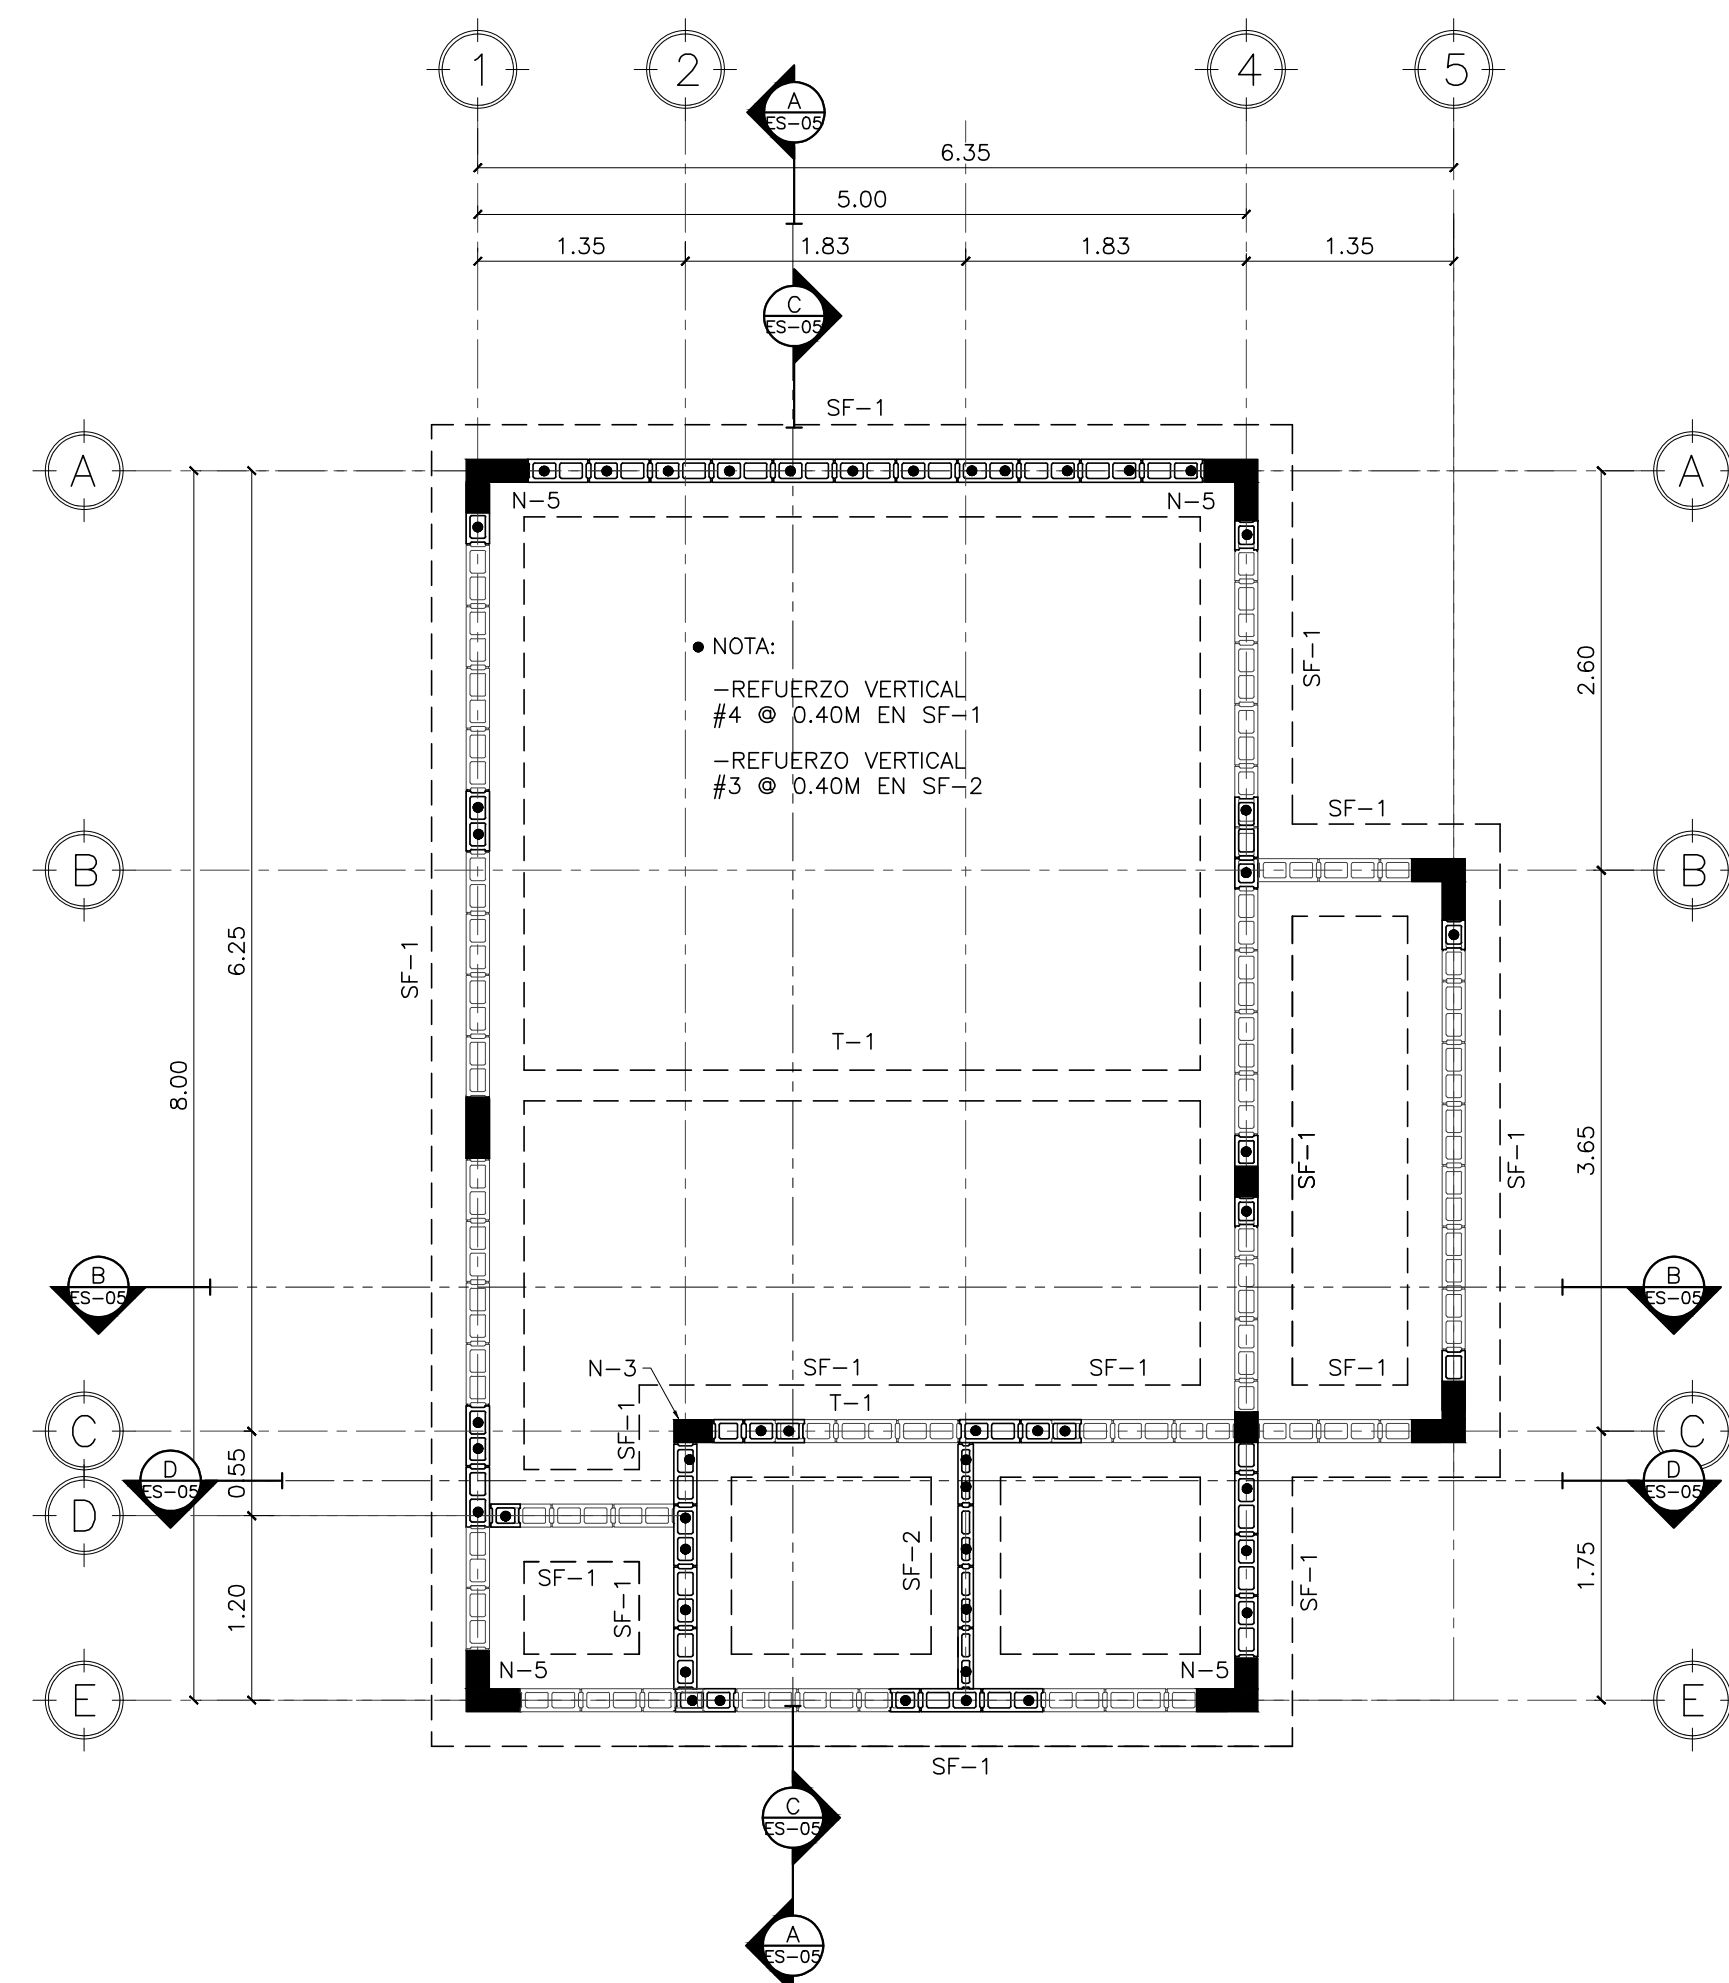 1 2 4 5
A
ES-05
6.35
5.00
1.35 1.83 1.83 1.35
C
ES-05
SF-1
A A
N-5 N-5
NOTA:
-REFUERZO VERTICAL
#4 @ 0.40M EN SF-1
-REFUERZO VERTICAL
#3 @ 0.40M EN SF-2
SF-1
2.60
SF-1
B B
6.25
SF-1
T-1
8.00
SF-1
SF-1
3.65
B
ES-05
B
ES-05
N-3
SF-1 SF-1 SF-1
T-1
SF-1
C C
0.55
D
ES-05
D
ES-05
D
SF-2
SF-1
SF-1
SF-1
1.75
1.20
N-5 N-5
E E
SF-1
C
ES-05
A
ES-05